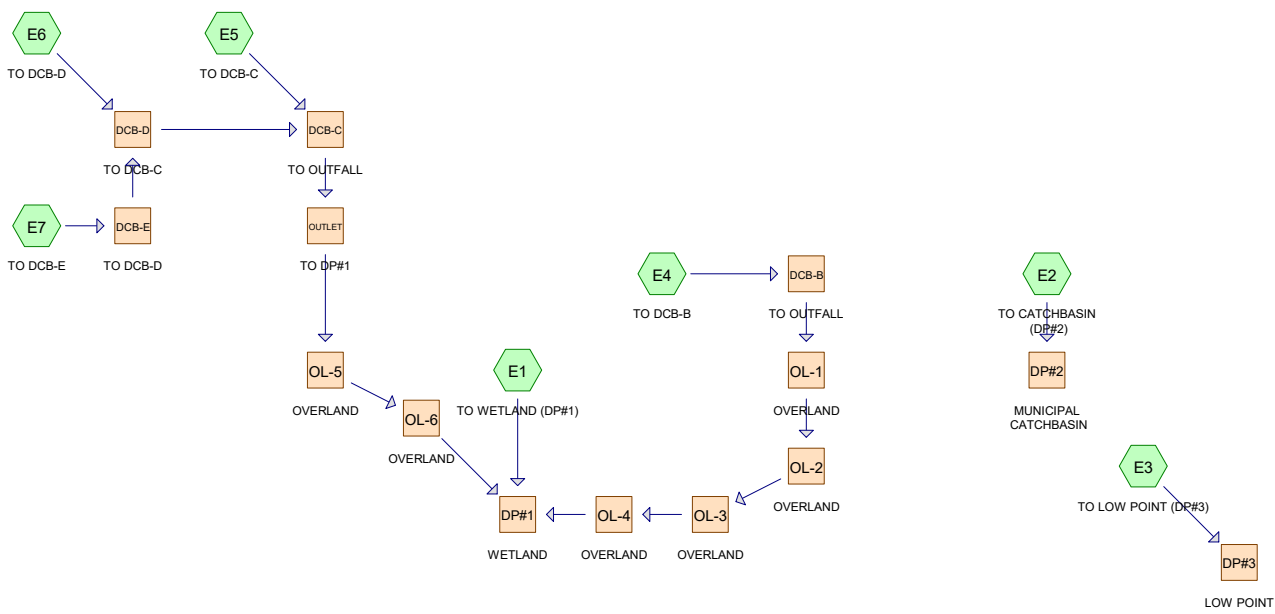 E6
E5
TO DCB-D
TO DCB-C
DCB-D
DCB-C
TO DCB-C
TO OUTFALL
E7
DCB-E
OUTLET
TO DCB-E
TO DCB-D
TO DP#1
E4
DCB-B
E2
TO DCB-B
TO OUTFALL
TO CATCHBASIN
(DP#2)
OL-5
E1
OL-1
DP#2
OVERLAND
TO WETLAND (DP#1)
OVERLAND
MUNICIPAL
CATCHBASIN
OL-6
OVERLAND
OL-2
E3
OVERLAND
TO LOW POINT (DP#3)
DP#1
OL-4
OL-3
WETLAND
OVERLAND
OVERLAND
DP#3
LOW POINT